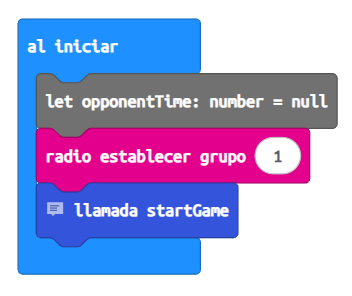 al iniciar
let opponentTime: number = null
radio establecer grupo 1
llamada startGame